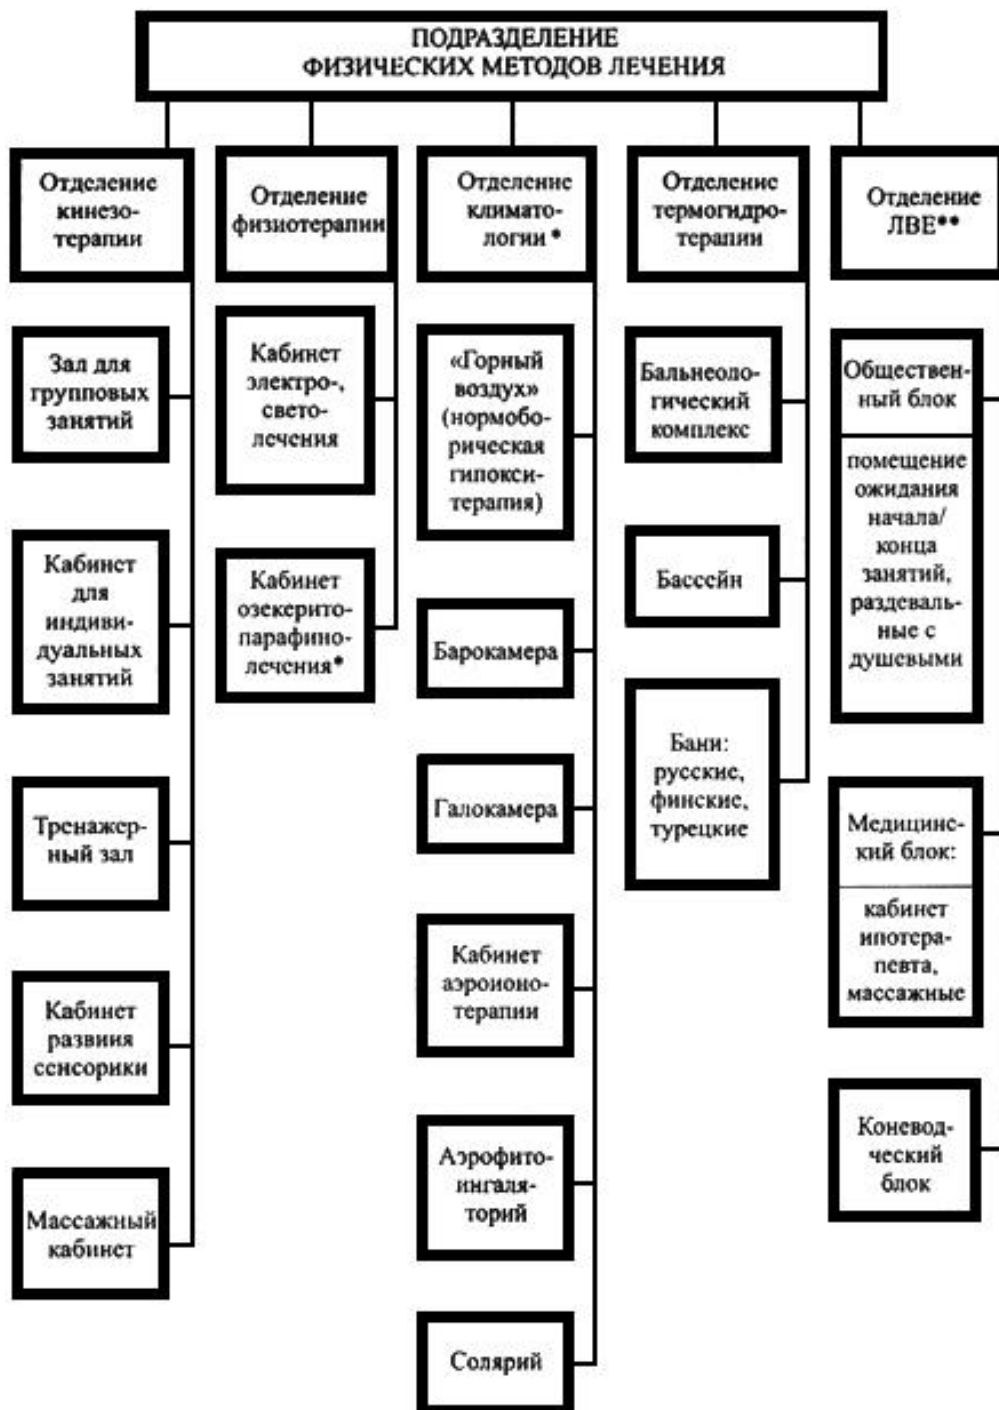 ПОДРАЗДЕЛЕНИЕ
ФИЗИЧЕСКИХ МЕТОДОВ ЛЕЧЕНИЯ
Отделение
кинезо-
терапии
Зал для
групповых
занятий
Кабинет
для
индиви-
дуальных
занятий
Тренажер-
ный зал
Кабинет
развиия
сенсорики
Массажный
кабинет
Отделение
физиотерапии
Кабинет
электро-,
свето-
лечения
Кабинет
озекерито-
парафино-
лечения*
Отделение
климато-
логии *
«Горный
воздух»
(нормобо-
рическая
гипокси-
терапия)
Барокамера
Галокамера
Кабинет
аэроионо-
терапии
Аэрофито-
ингаля-
торий
Солярий
Отделение
термогидро-
терапии
Бальнеоло-
гический
комплекс
Бассейн
Бани:
русские,
финские,
турецкие
Отделение
ЛВЕ**
Обществен-
ный блок
помещение
ожидания
начала/
конца
занятий,
раздеваль-
ные с
душевыми
Медицинс-
кий блок:
кабинет
ипотера-
певта,
массажные
Коневод-
ческий
блок